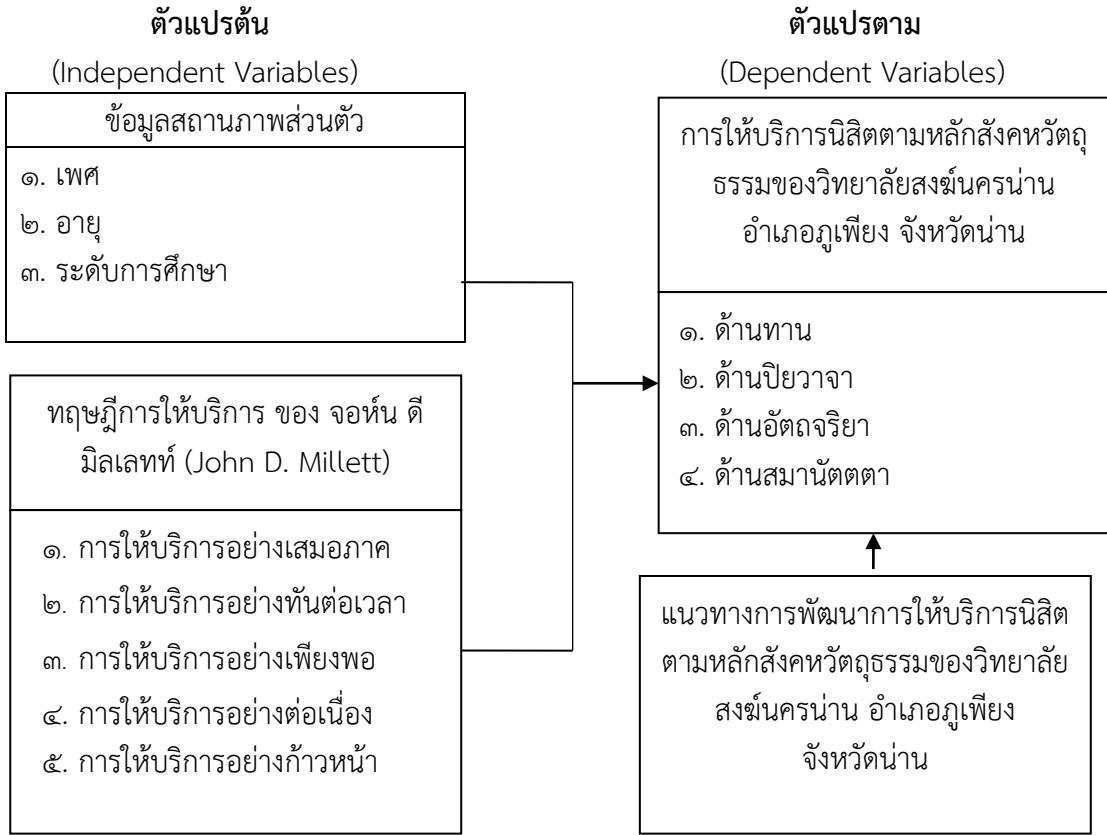 ตัวแปรต้น
(Independent Variables)
ข้อมูลสถานภาพส่วนตัว
๑. เพศ
๒. อายุ
๓. ระดับการศึกษา
ทฤษฎีการให้บริการ ของ จอห์น ดี
มิลเลทท์ (John D. Millett)
๑. การให้บริการอย่างเสมอภาค
๒. การให้บริการอย่างทันต่อเวลา
๓. การให้บริการอย่างเพียงพอ
๔. การให้บริการอย่างต่อเนื่อง
๕. การให้บริการอย่างก้าวหน้า
ตัวแปรตาม
(Dependent Variables)
การให้บริการนิสิตตามหลักสังคหวัตถุ
ธรรมของวิทยาลัยสงฆ์นครน่าน
อำเภอภูเพียง จังหวัดน่าน
๑. ด้านทาน
๒. ด้านปิยวาจา
๓. ด้านอัตถจริยา
๔. ด้านสมานัตตตา
แนวทางการพัฒนาการให้บริการนิสิต
ตามหลักสังคหวัตถุธรรมของวิทยาลัย
สงฆ์นครน่าน อำเภอภูเพียง
จังหวัดน่าน